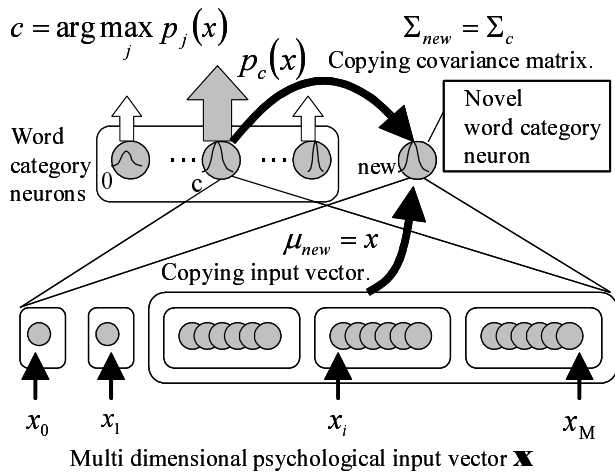 c = arg max_j p_j(x)
Σ_new = Σ_c
Copying covariance matrix.
p_c(x)
Novel
word category
neuron
Word
category
neurons
0
...
c
...
new
μ_new = x
Copying input vector.
x_0 x_1 x_i x_M
Multi dimensional psychological input vector x